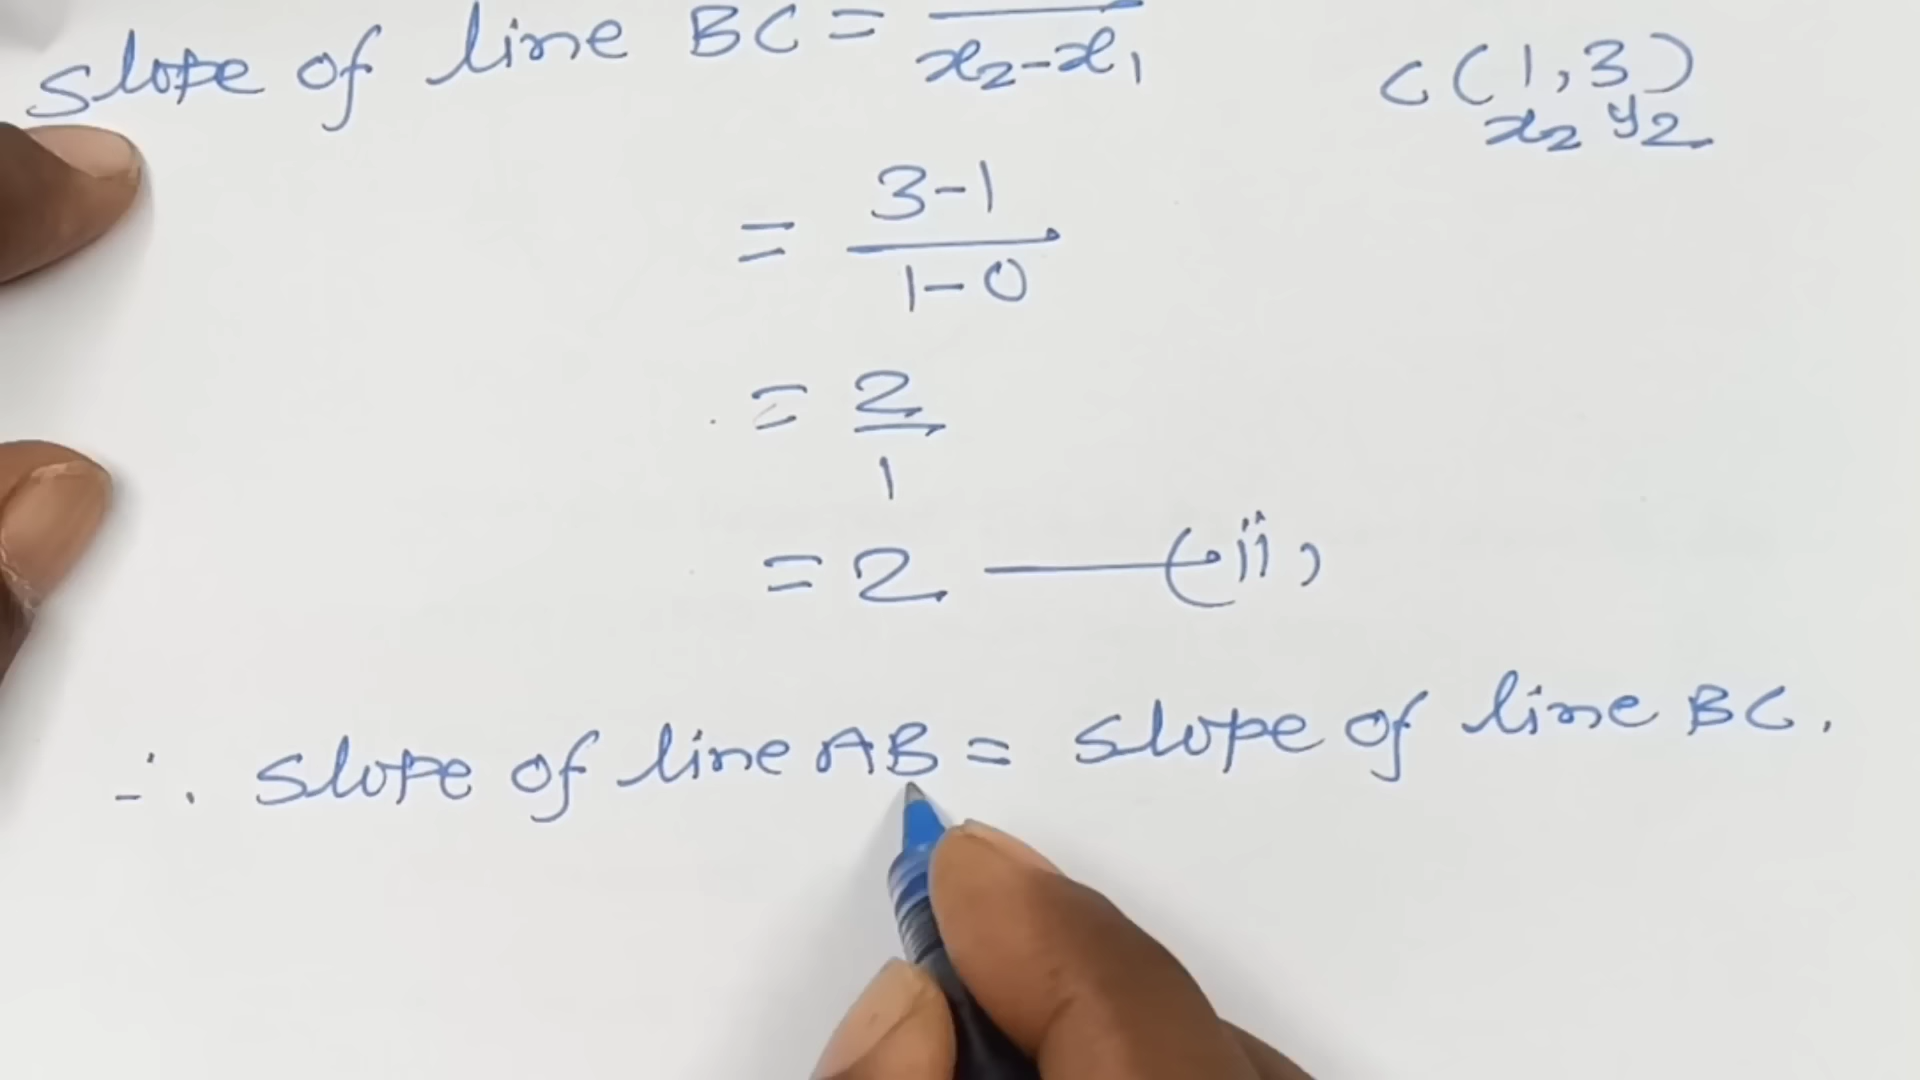 slope of line BC = ―
x2-x1
C(1,3)
x2 y2
= 3-1
1-0
= 2
1
= 2 —(ii)
∴ slope of line AB = slope of line BC.